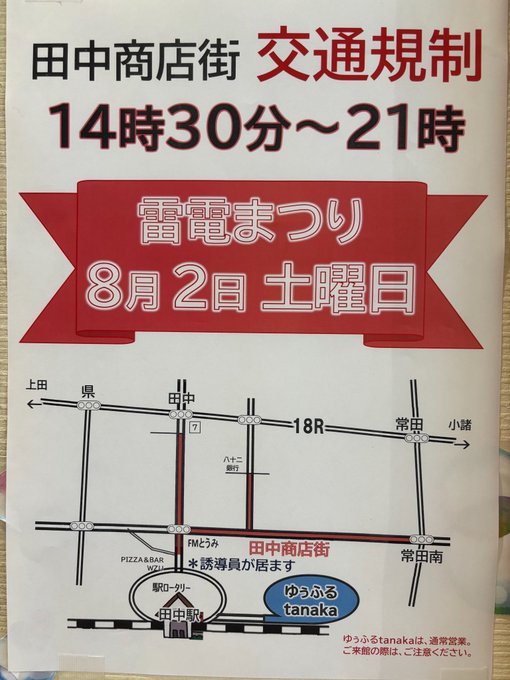 田中商店街 交通規制
14時30分〜21時
雷電まつり
8月2日 土曜日
上田
県
田中
7
18R
常田
小諸
八十二
銀行
田中商店街
FMとうみ
PIZZA&BAR
WZU
＊誘導員が居ます
常田南
駅ロータリー
田中駅
ゆぅふる
tanaka
ゆぅふるtanakaは、通常営業。
ご来館の際は、ご注意ください。